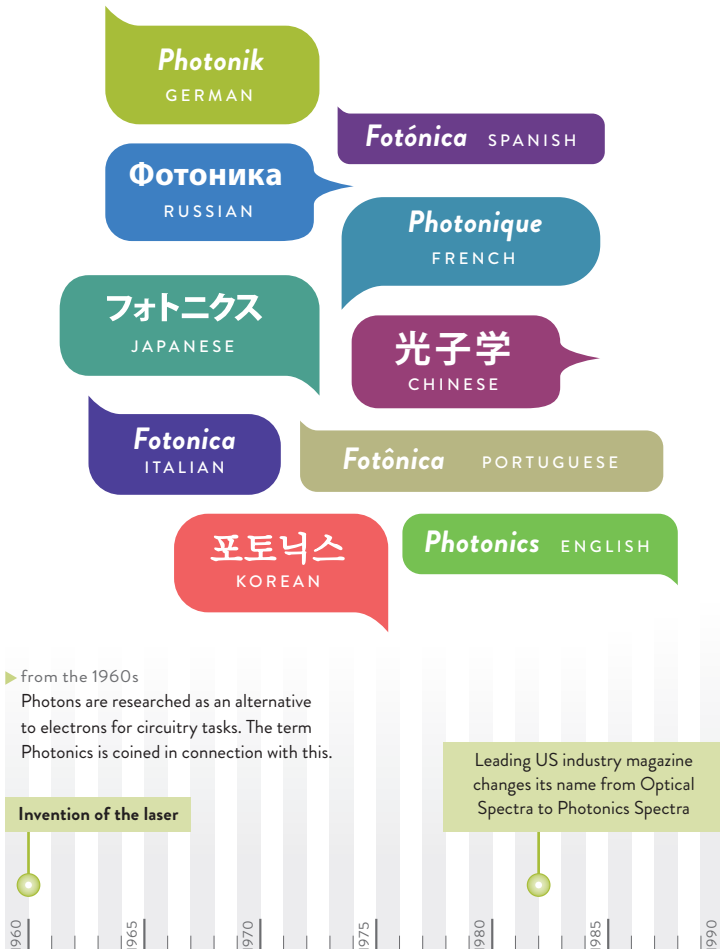 Photonik
GERMAN
Fotónica SPANISH
Фотоника
RUSSIAN
Photonique
FRENCH
フォトニクス
JAPANESE
光子学
CHINESE
Fotonica
ITALIAN
Fotônica PORTUGUESE
포토닉스
KOREAN
Photonics ENGLISH
from the 1960s
Photons are researched as an alternative
to electrons for circuitry tasks. The term
Photonics is coined in connection with this.
Leading US industry magazine
changes its name from Optical
Spectra to Photonics Spectra
Invention of the laser
1960
1965
1970
1975
1980
1985
1990